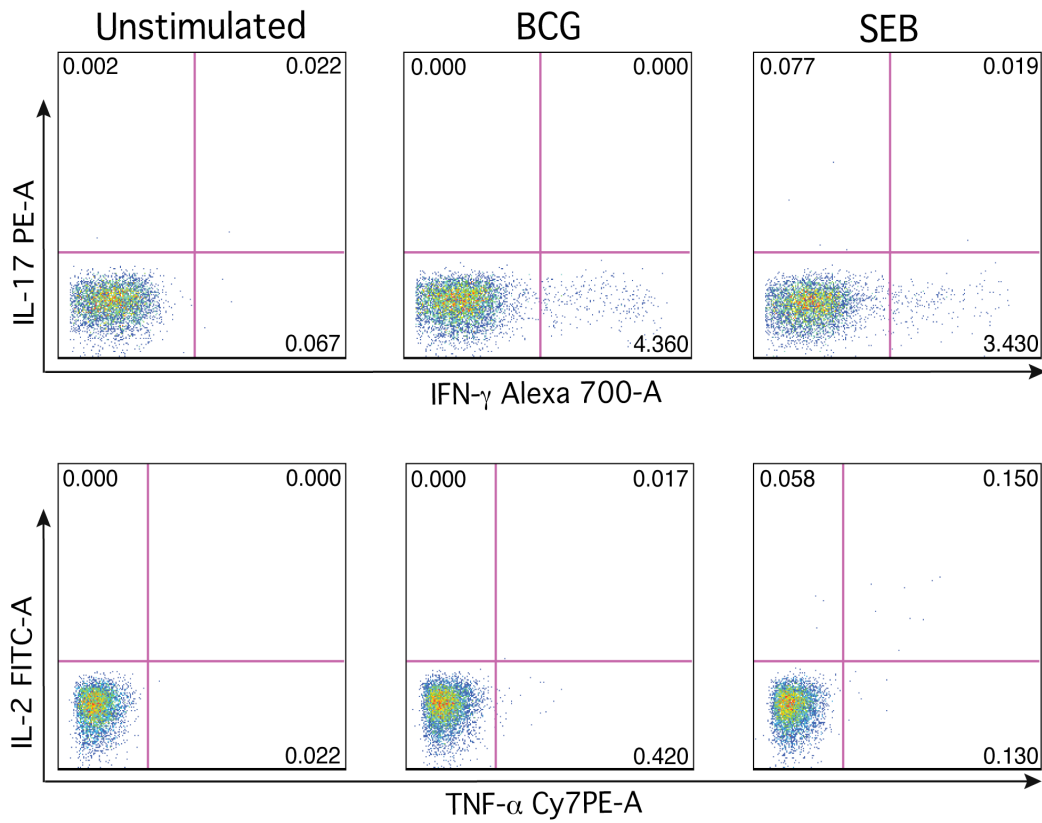 Unstimulated BCG SEB
0.002 0.022 0.000 0.000 0.077 0.019
IL-17 PE-A
0.067 4.360 3.430
IFN-γ Alexa 700-A
0.000 0.000 0.000 0.017 0.058 0.150
IL-2 FITC-A
0.022 0.420 0.130
TNF-α Cy7PE-A